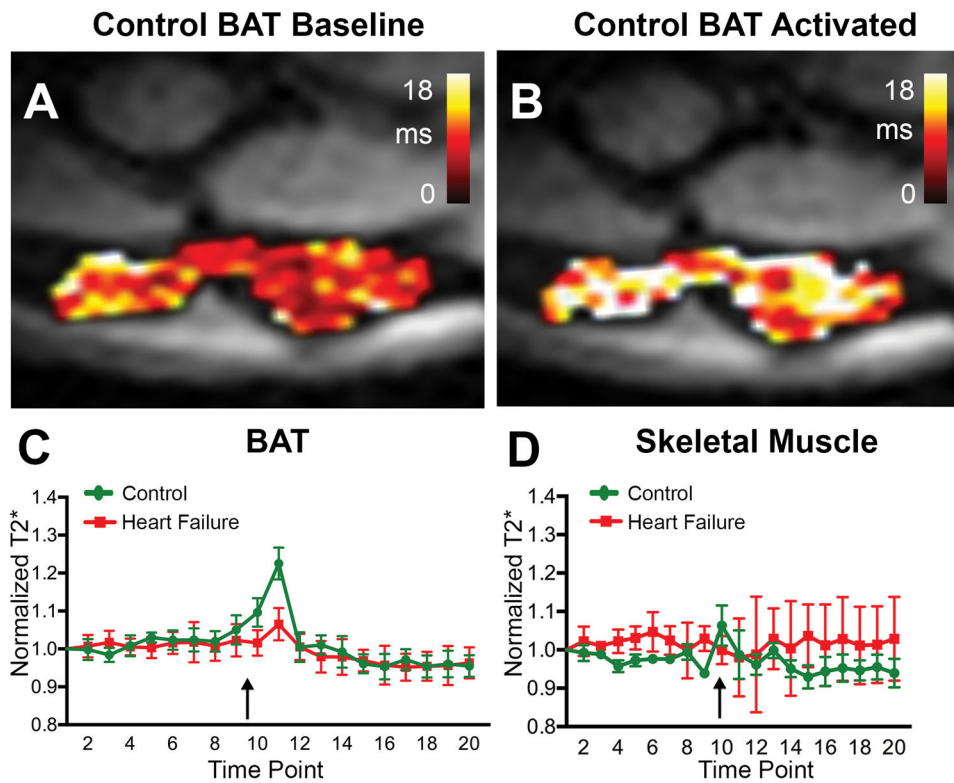 Control BAT Baseline
Control BAT Activated
A
18
ms
0
B
18
ms
0
C
BAT
Control
Heart Failure
Normalized T2*
1.4
1.3
1.2
1.1
1.0
0.9
0.8
2 4 6 8 10 12 14 16 18 20
Time Point
D
Skeletal Muscle
Control
Heart Failure
Normalized T2*
1.4
1.3
1.2
1.1
1.0
0.9
0.8
2 4 6 8 10 12 14 16 18 20
Time Point